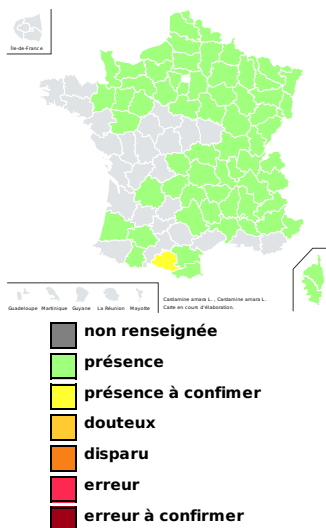 Île-de-France
Guadeloupe Martinique Guyane La Réunion Mayotte
Cardamine amara L. , Cardamine amara L.
Carte en cours d'élaboration.
non renseignée
présence
présence à confimer
douteux
disparu
erreur
erreur à confirmer